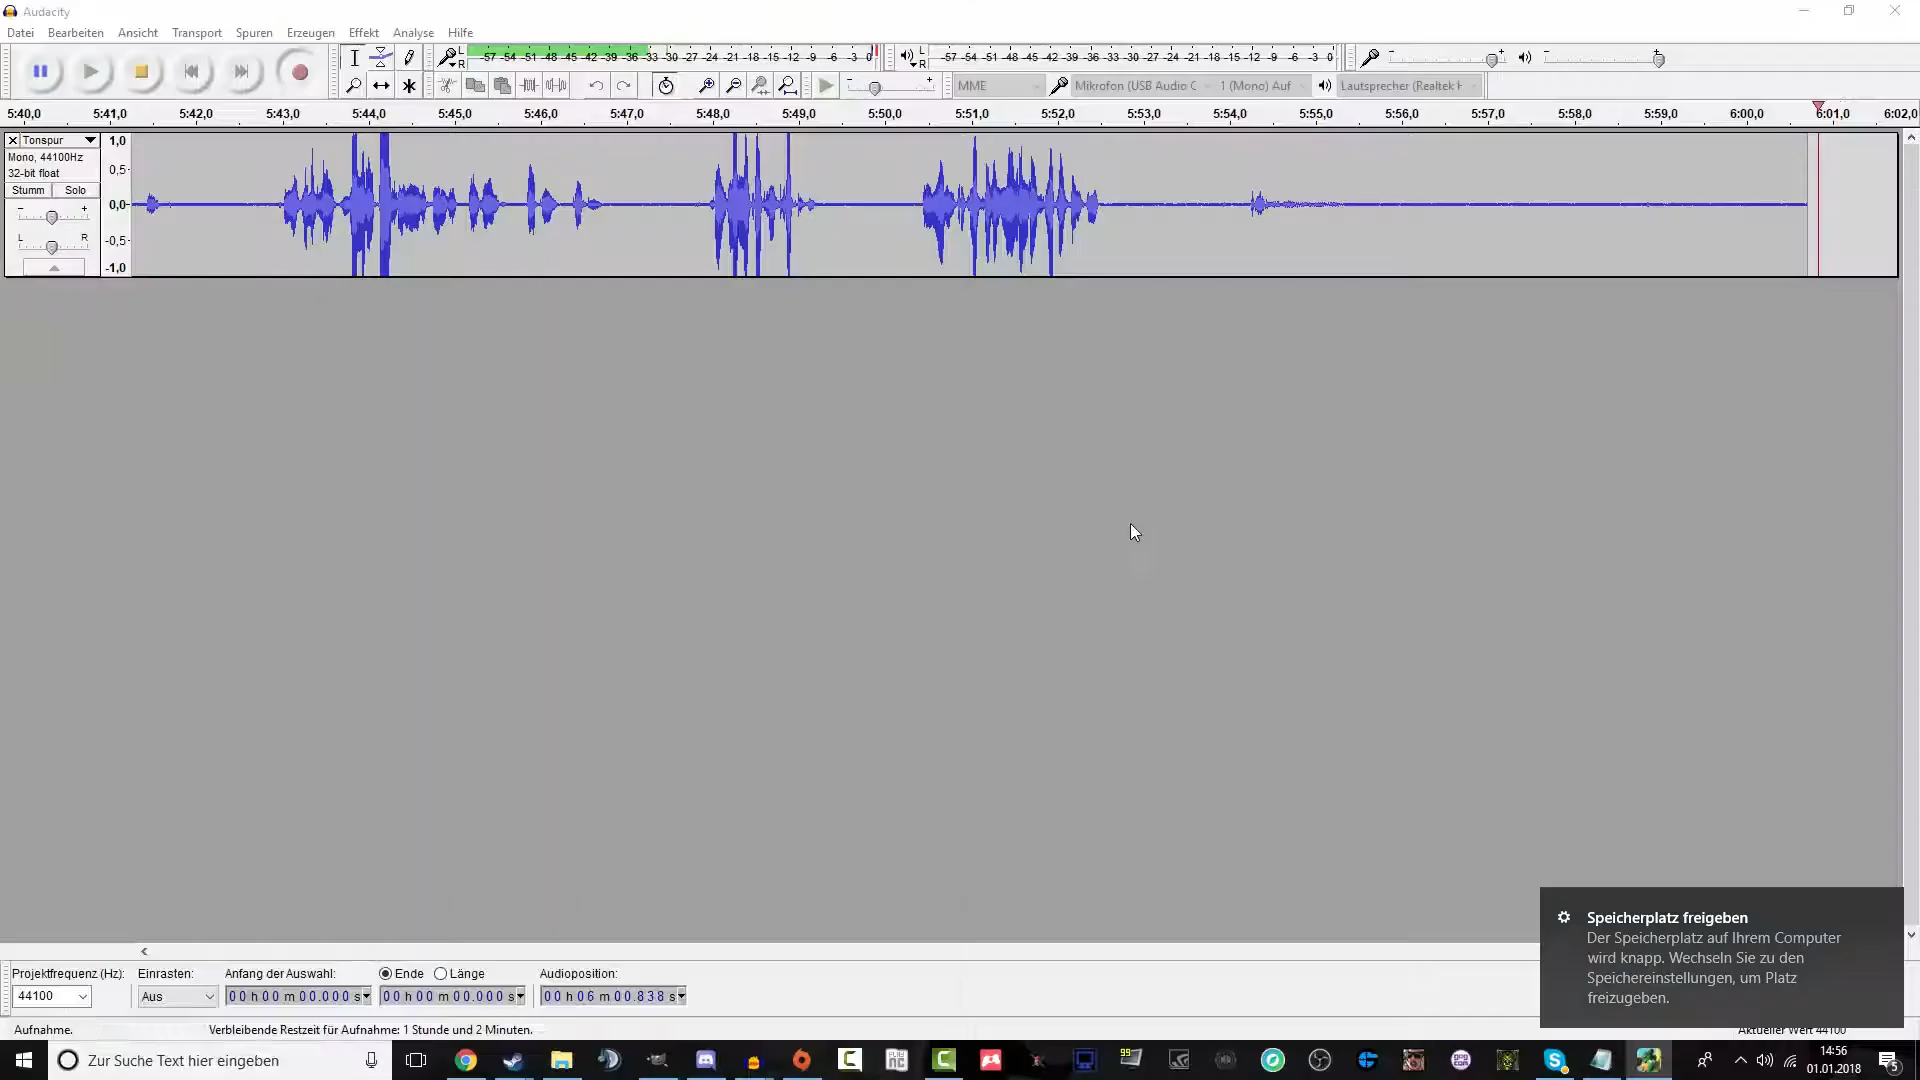 Audacity
Datei Bearbeiten Ansicht Transport Spuren Erzeugen Effekt Analyse Hilfe
L R -57 -54 -51 -48 -45 -42 -39 -36 -33 -30 -27 -24 -21 -18 -15 -12 -9 -6 -3 0
L R -57 -54 -51 -48 -45 -42 -39 -36 -33 -30 -27 -24 -21 -18 -15 -12 -9 -6 -3 0
MME Mikrofon (USB Audio C 1 (Mono) Auf Lautsprecher (Realtek H
5:40,0 5:41,0 5:42,0 5:43,0 5:44,0 5:45,0 5:46,0 5:47,0 5:48,0 5:49,0 5:50,0 5:51,0 5:52,0 5:53,0 5:54,0 5:55,0 5:56,0 5:57,0 5:58,0 5:59,0 6:00,0 6:01,0 6:02,0
Tonspur
Mono, 44100Hz
32-bit float
Stumm Solo
- +
L R
1,0
0,5
0,0
-0,5
-1,0
Speicherplatz freigeben
Der Speicherplatz auf Ihrem Computer
wird knapp. Wechseln Sie zu den
Speichereinstellungen, um Platz
freizugeben.
Projektfrequenz (Hz): Einrasten: Anfang der Auswahl: Ende Länge Audioposition:
44100 Aus 00 h 00 m 00.000 s 00 h 00 m 00.000 s 00 h 06 m 00.838 s
Aufnahme. Verbleibende Restzeit für Aufnahme: 1 Stunde und 2 Minuten. Aktueller Wert 44100
Zur Suche Text hier eingeben
99
14:56
01.01.2018
5